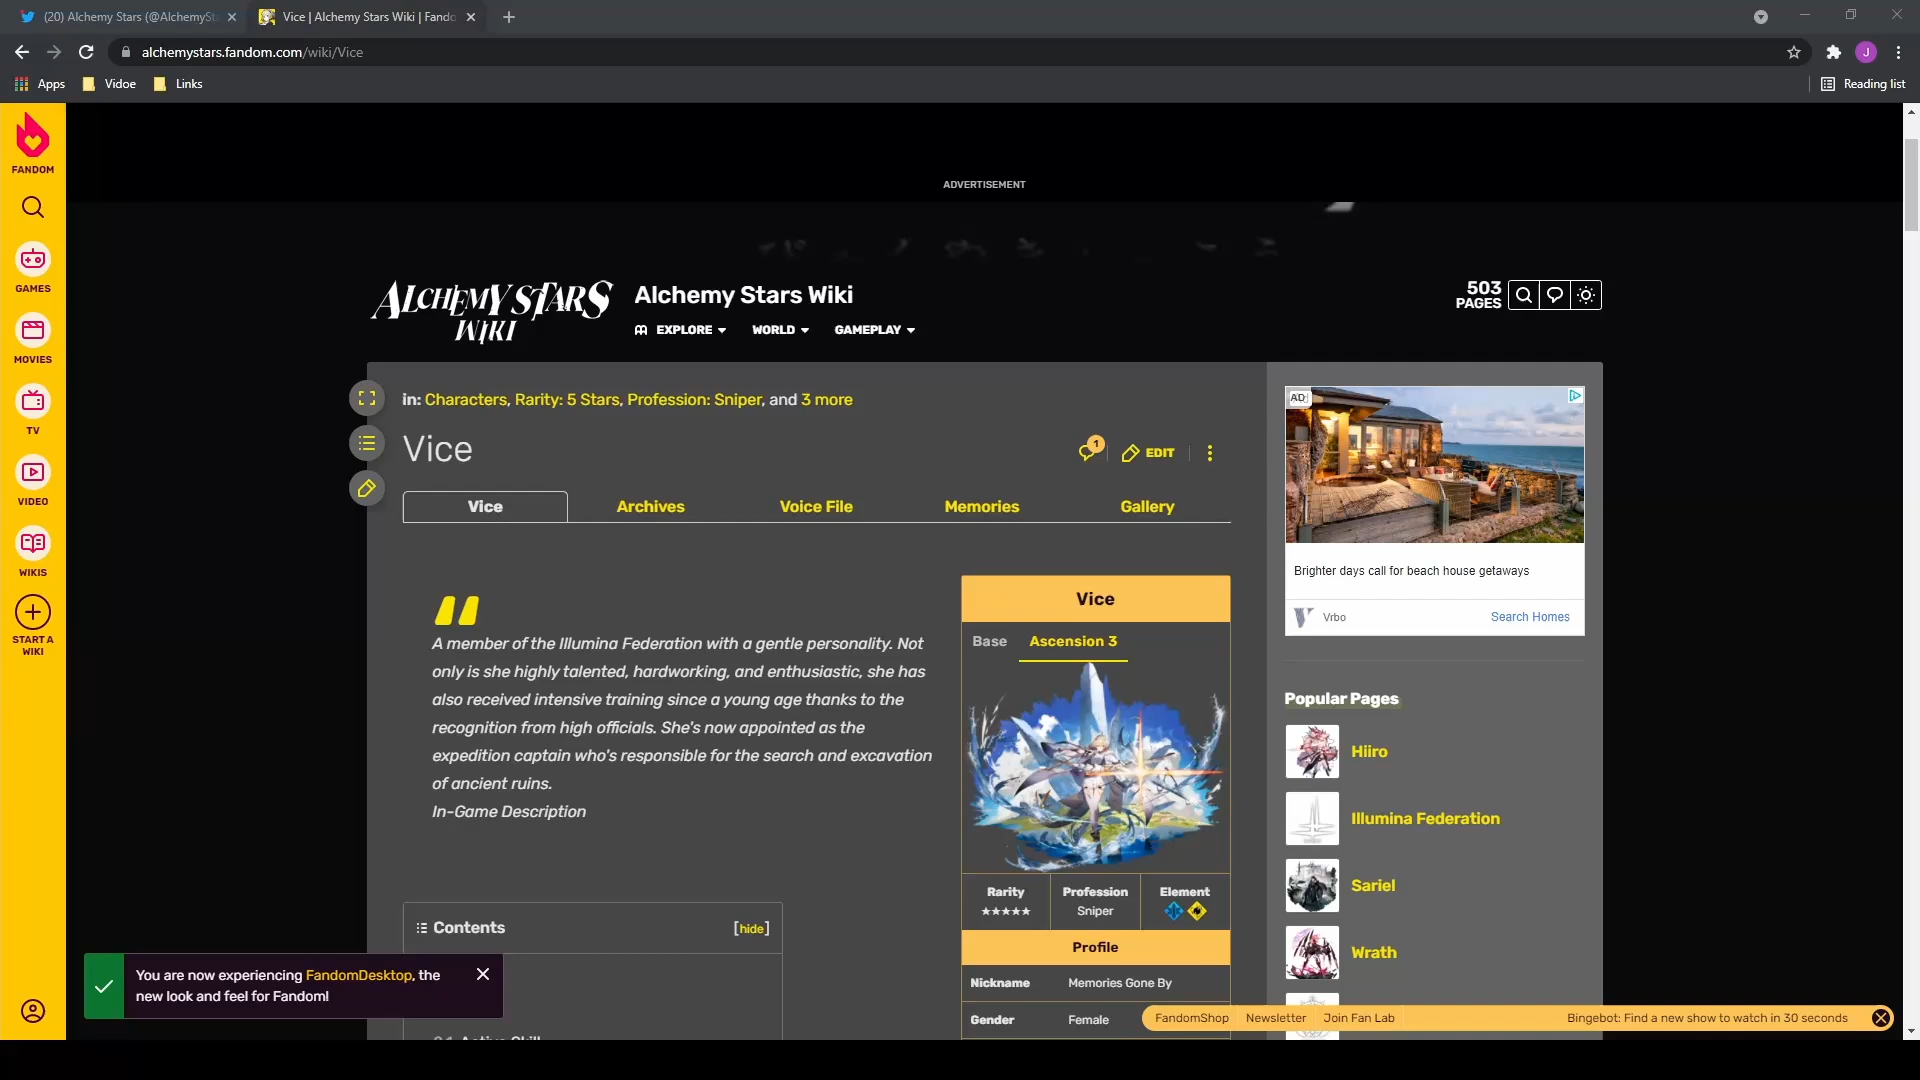 (20) Alchemy Stars (@AlchemySt
Vice | Alchemy Stars Wiki | Fando
alchemystars.fandom.com/wiki/Vice
J
Apps
Vidoe
Links
Reading list
FANDOM
GAMES
MOVIES
TV
VIDEO
WIKIS
START A
WIKI
ADVERTISEMENT
ALCHEMY STARS
WIKI
Alchemy Stars Wiki
EXPLORE
WORLD
GAMEPLAY
503
PAGES
in: Characters, Rarity: 5 Stars, Profession: Sniper, and 3 more
Vice
1
EDIT
Vice
Archives
Voice File
Memories
Gallery
A member of the Illumina Federation with a gentle personality. Not
only is she highly talented, hardworking, and enthusiastic, she has
also received intensive training since a young age thanks to the
recognition from high officials. She's now appointed as the
expedition captain who's responsible for the search and excavation
of ancient ruins.
In-Game Description
Contents
[hide]
Active Skill
Vice
Base
Ascension 3
Rarity
Profession
Element
★★★★★
Sniper
Profile
Nickname
Memories Gone By
Gender
Female
AD
Brighter days call for beach house getaways
Vrbo
Search Homes
Popular Pages
Hiiro
Illumina Federation
Sariel
Wrath
You are now experiencing FandomDesktop, the
new look and feel for Fandom!
FandomShop
Newsletter
Join Fan Lab
Bingebot: Find a new show to watch in 30 seconds